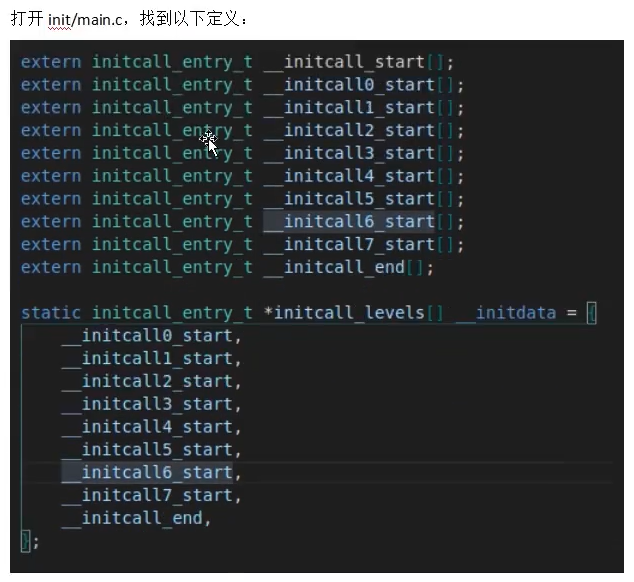 打开 init/main.c，找到以下定义：
extern initcall_entry_t __initcall_start[];
extern initcall_entry_t __initcall0_start[];
extern initcall_entry_t __initcall1_start[];
extern initcall_entry_t __initcall2_start[];
extern initcall_entry_t __initcall3_start[];
extern initcall_entry_t __initcall4_start[];
extern initcall_entry_t __initcall5_start[];
extern initcall_entry_t __initcall6_start[];
extern initcall_entry_t __initcall7_start[];
extern initcall_entry_t __initcall_end[];
static initcall_entry_t *initcall_levels[] __initdata = {
__initcall0_start,
__initcall1_start,
__initcall2_start,
__initcall3_start,
__initcall4_start,
__initcall5_start,
__initcall6_start,
__initcall7_start,
__initcall_end,
};